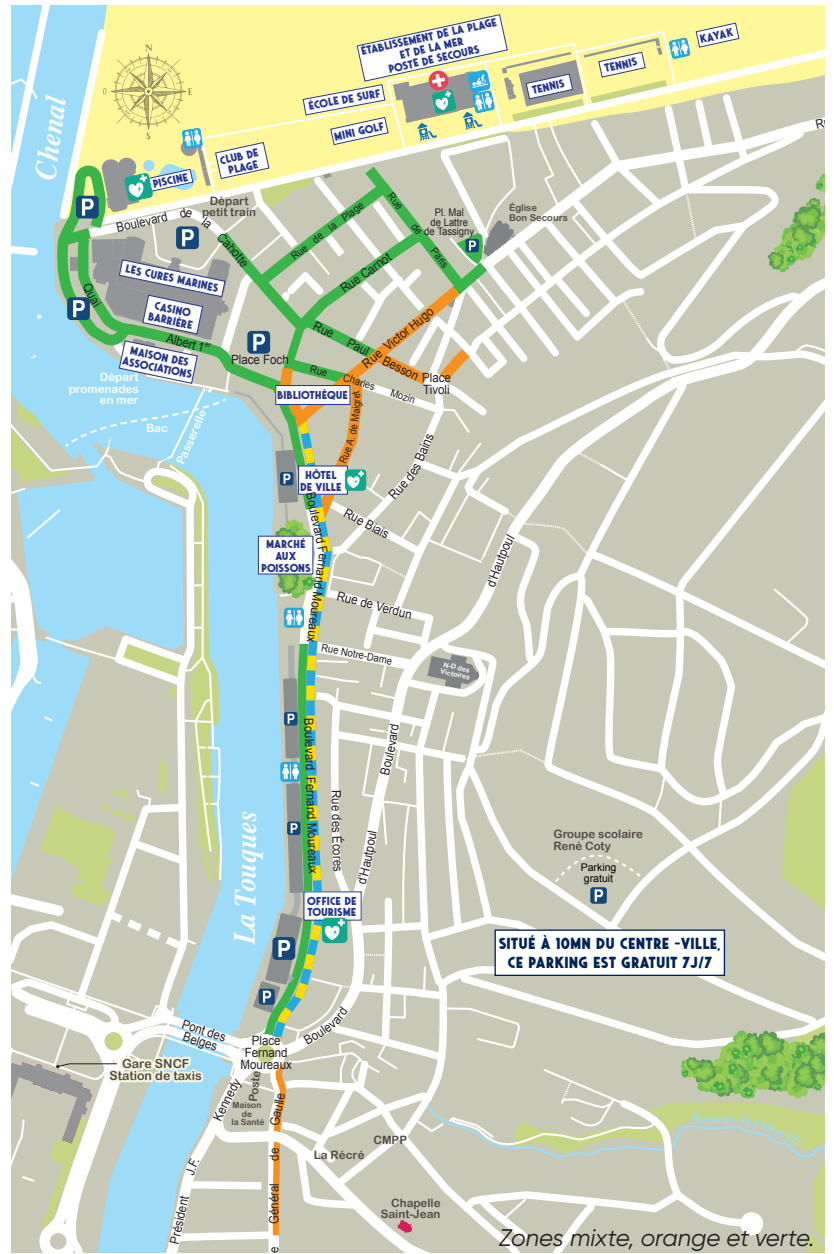 N
O
E
S
Chenal
ÉTABLISSEMENT DE LA PLAGE
ET DE LA MER
POSTE DE SECOURS
KAYAK
TENNIS
TENNIS
ÉCOLE DE SURF
MINI GOLF
CLUB DE
PLAGE
PISCINE
P
Départ
petit train
Boulevard de la Cahotte
P
Rue de la Plage
Rue de Paris
Pl. Mal
de Lattre
de Tassigny
P
Église
Bon Secours
Ru
LES CURES MARINES
CASINO
BARRIÈRE
P
Quai Albert 1er
MAISON DES
ASSOCIATIONS
P
Place Foch
Rue Carnot
Rue Paul Besson
Rue Victor Hugo
Place
Tivoli
Rue Charles Mozin
BIBLIOTHÈQUE
Rue A. de Maigret
Départ
promenades
en mer
Bac
Passerelle
P
HÔTEL
DE VILLE
Rue des Bains
Rue Biais
Boulevard Fernand Moureaux
MARCHÉ
AUX
POISSONS
Rue de Verdun
d'Hautpoul
Rue Notre-Dame
N-D des
Victoires
P
Boulevard Fernand Moureaux
P
Rue des Écores
Boulevard
d'Hautpoul
La Touques
Groupe scolaire
René Coty
Parking
gratuit
P
OFFICE DE
TOURISME
P
SITUÉ À 10MN DU CENTRE -VILLE,
CE PARKING EST GRATUIT 7J/7
P
Pont des
Belges
Place
Fernand
Moureaux
Boulevard
Gare SNCF
Station de taxis
Poste
Maison
de
la Santé
Président J.F. Kennedy
e Général de Gaulle
La Récré
CMPP
Chapelle
Saint-Jean
Zones mixte, orange et verte.